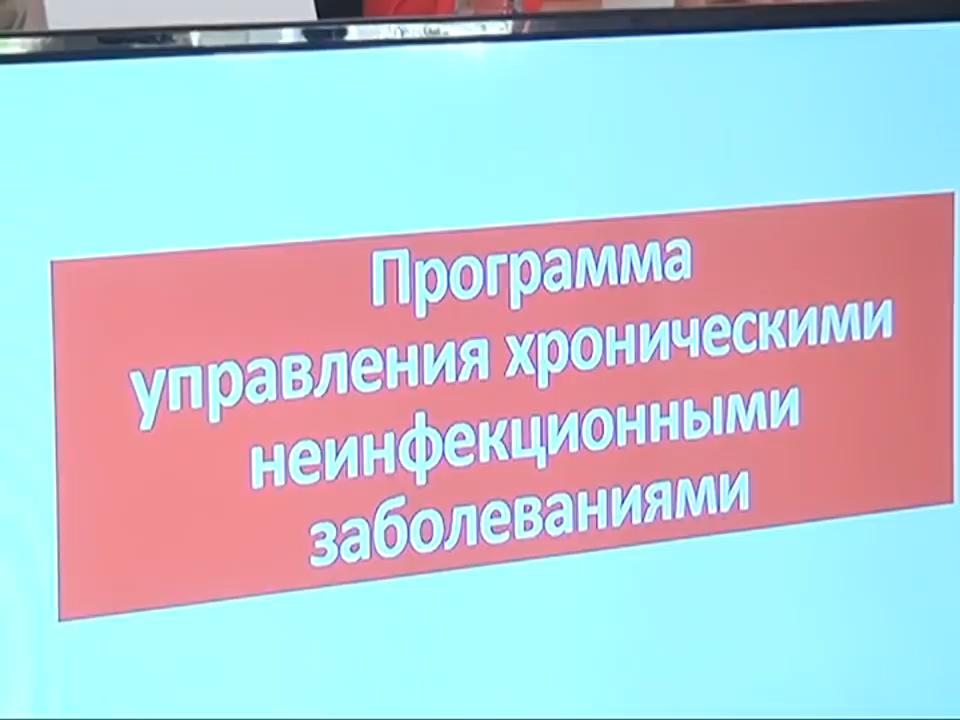 Программа
управления хроническими
неинфекционными
заболеваниями